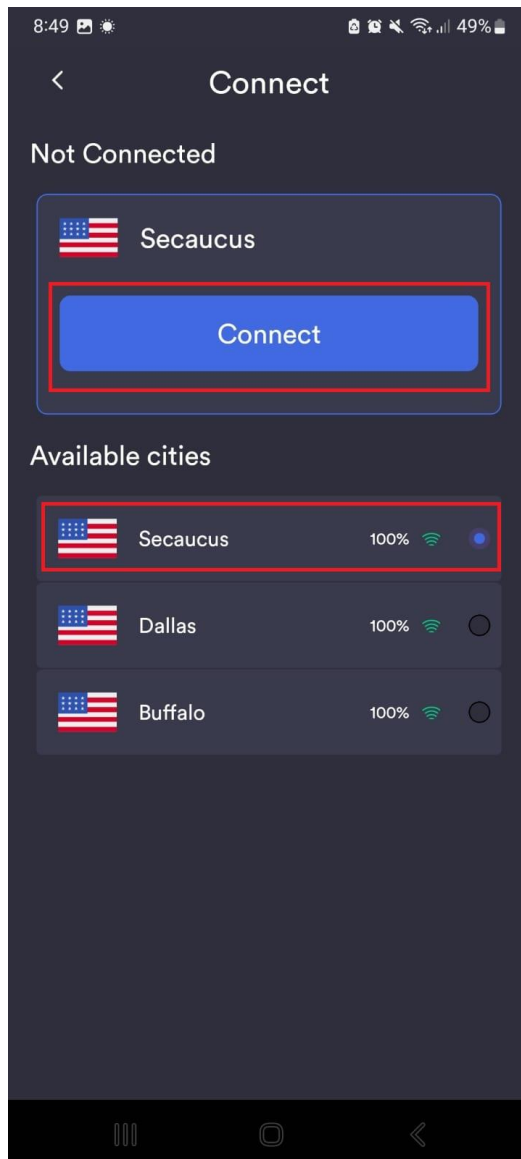 8:49 49%
Connect
Not Connected
Secaucus
Connect
Available cities
Secaucus 100%
Dallas 100%
Buffalo 100%